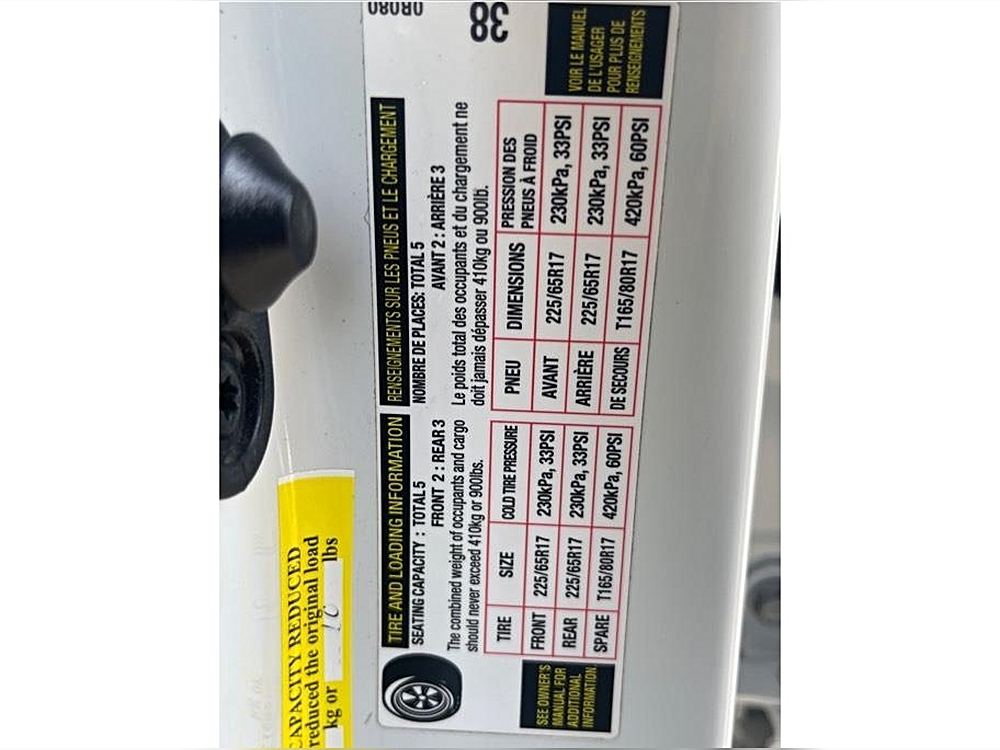 CAPACITY REDUCED
reduced the original load
kg or 10 lbs
TIRE AND LOADING INFORMATION
SEATING CAPACITY : TOTAL 5
FRONT 2 : REAR 3
The combined weight of occupants and cargo
should never exceed 410kg or 900lbs.
TIRE SIZE COLD TIRE PRESSURE
FRONT 225/65R17 230kPa, 33PSI
REAR 225/65R17 230kPa, 33PSI
SPARE T165/80R17 420kPa, 60PSI
SEE OWNER'S
MANUAL FOR
ADDITIONAL
INFORMATION
RENSEIGNEMENTS SUR LES PNEUS ET LE CHARGEMENT
NOMBRE DE PLACES: TOTAL 5
AVANT 2 : ARRIÈRE 3
Le poids total des occupants et du chargement ne
doit jamais dépasser 410kg ou 900lb.
PNEU DIMENSIONS PRESSION DES
PNEUS À FROID
AVANT 225/65R17 230kPa, 33PSI
ARRIÈRE 225/65R17 230kPa, 33PSI
DE SECOURS T165/80R17 420kPa, 60PSI
VOIR LE MANUEL
DE L'USAGER
POUR PLUS DE
RENSEIGNEMENTS
0R080
38